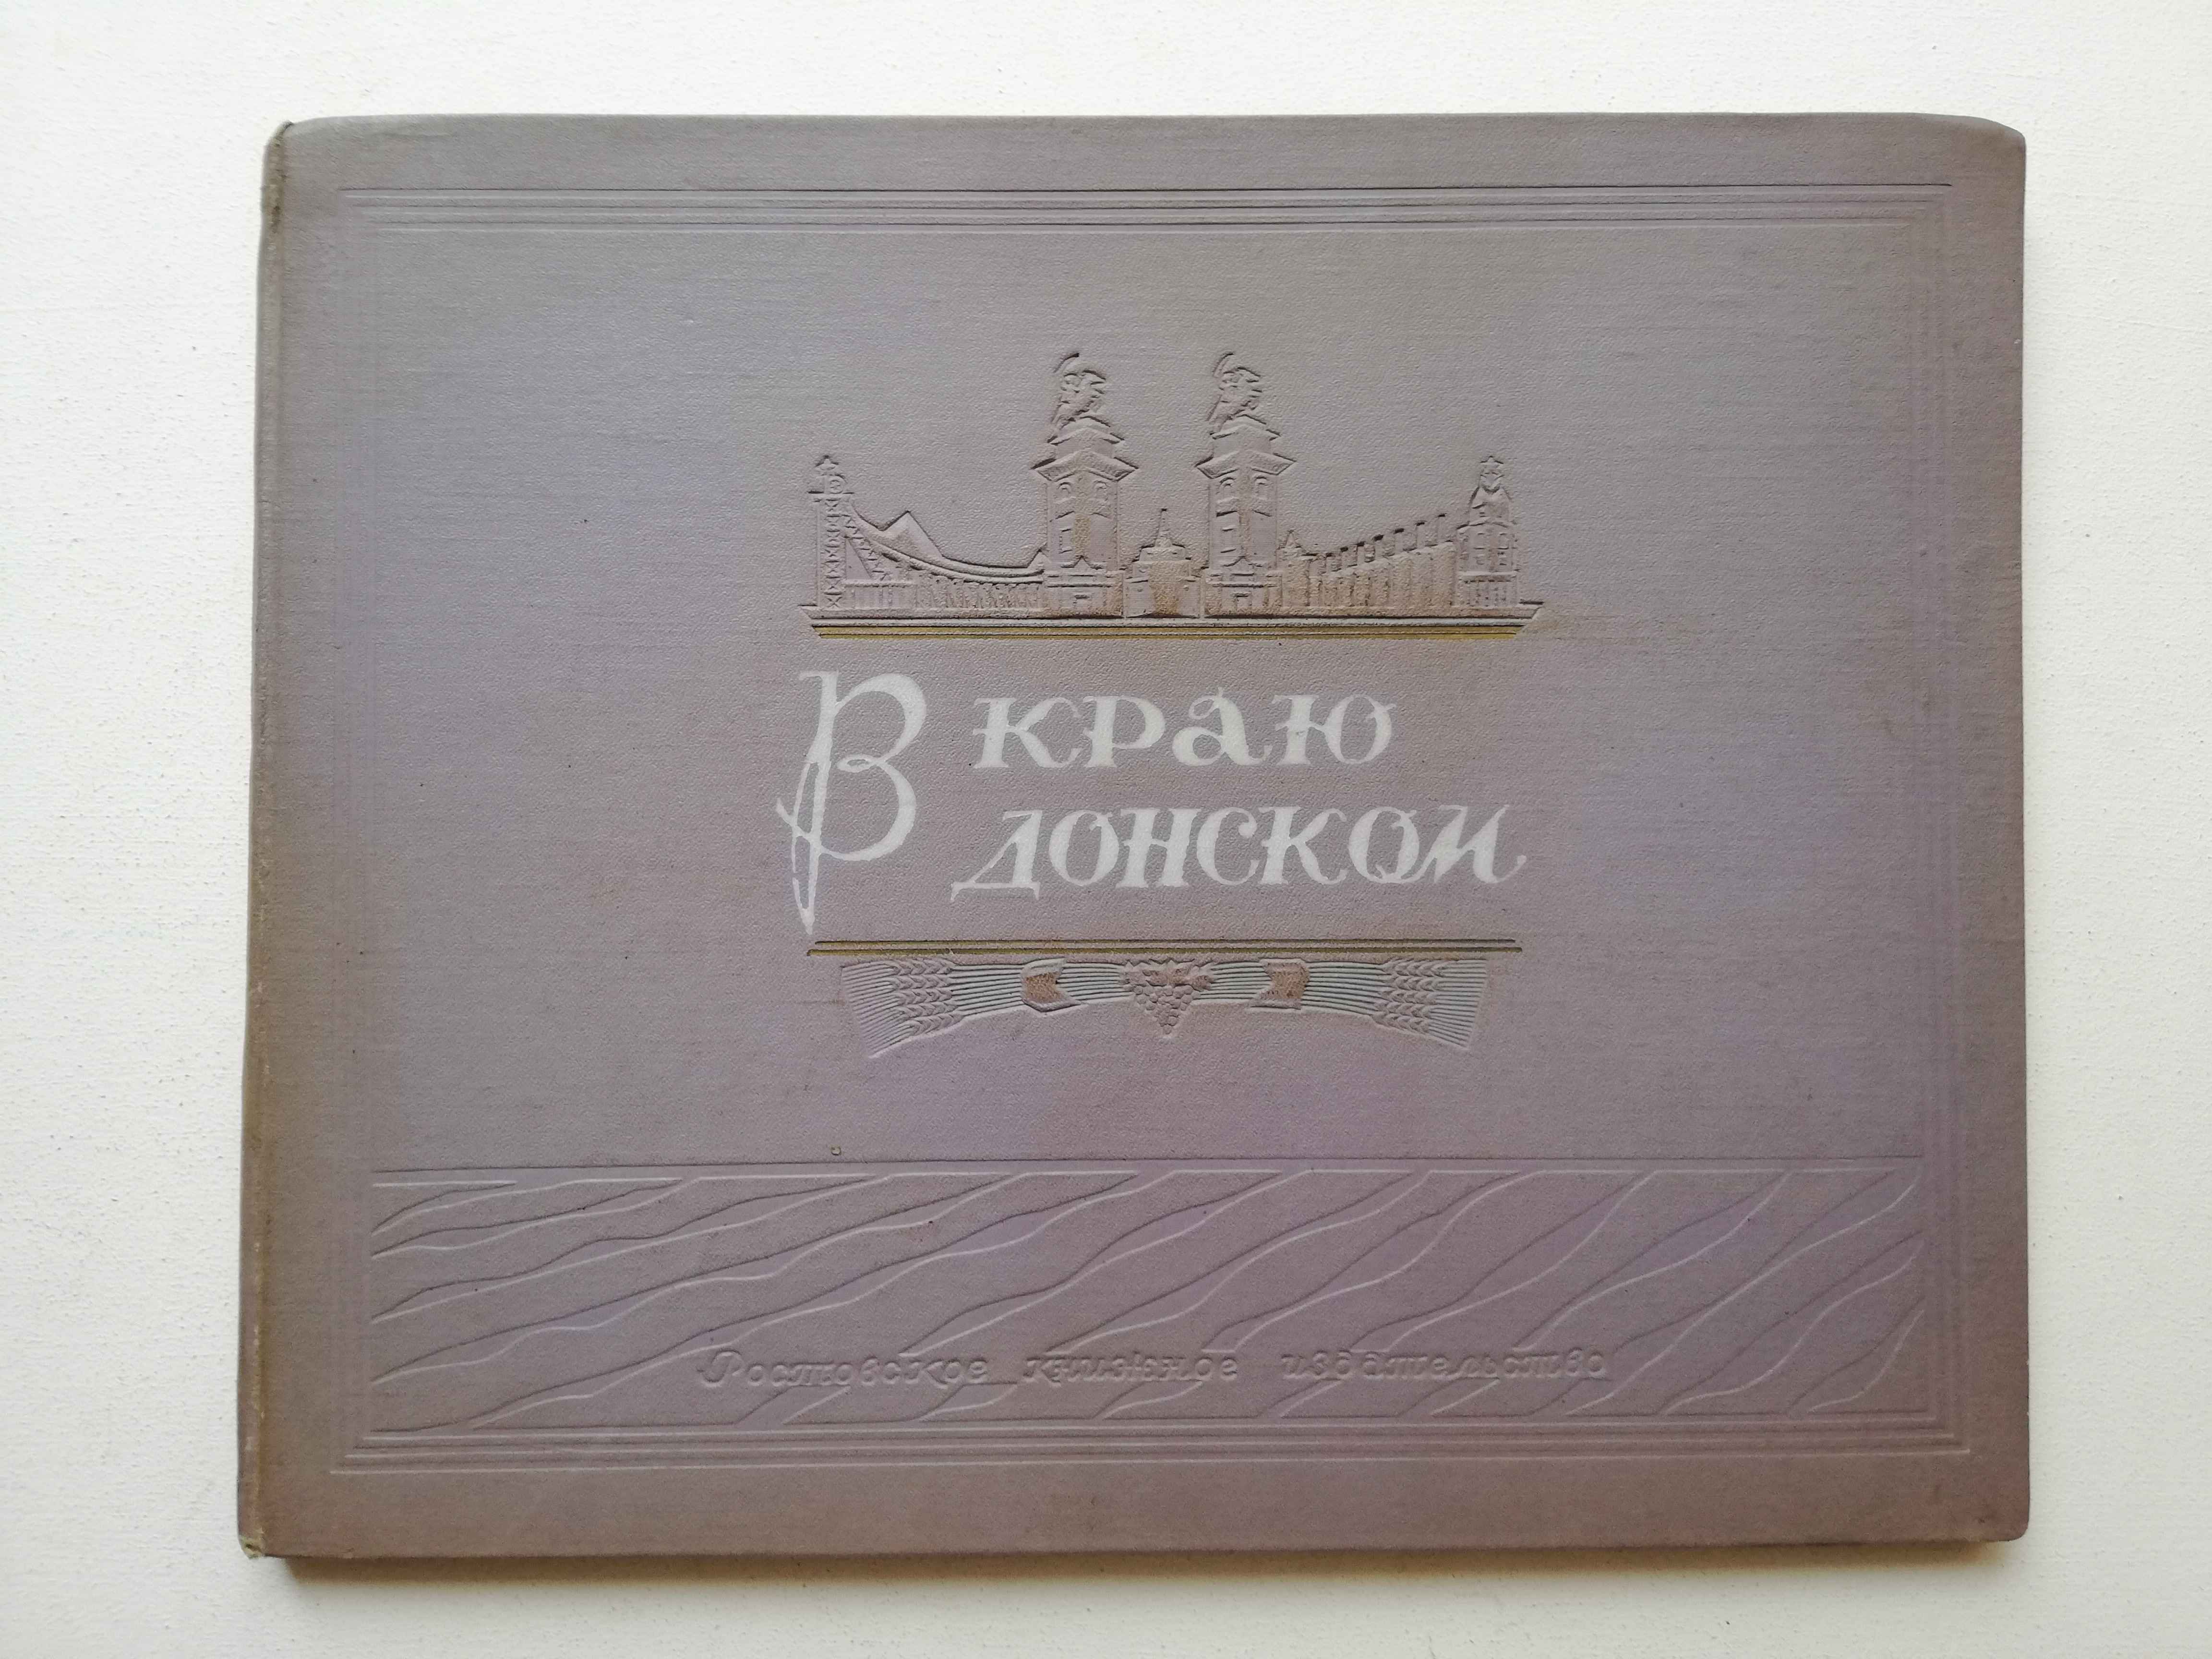 В краю
донском
Ростовское книжное издательство